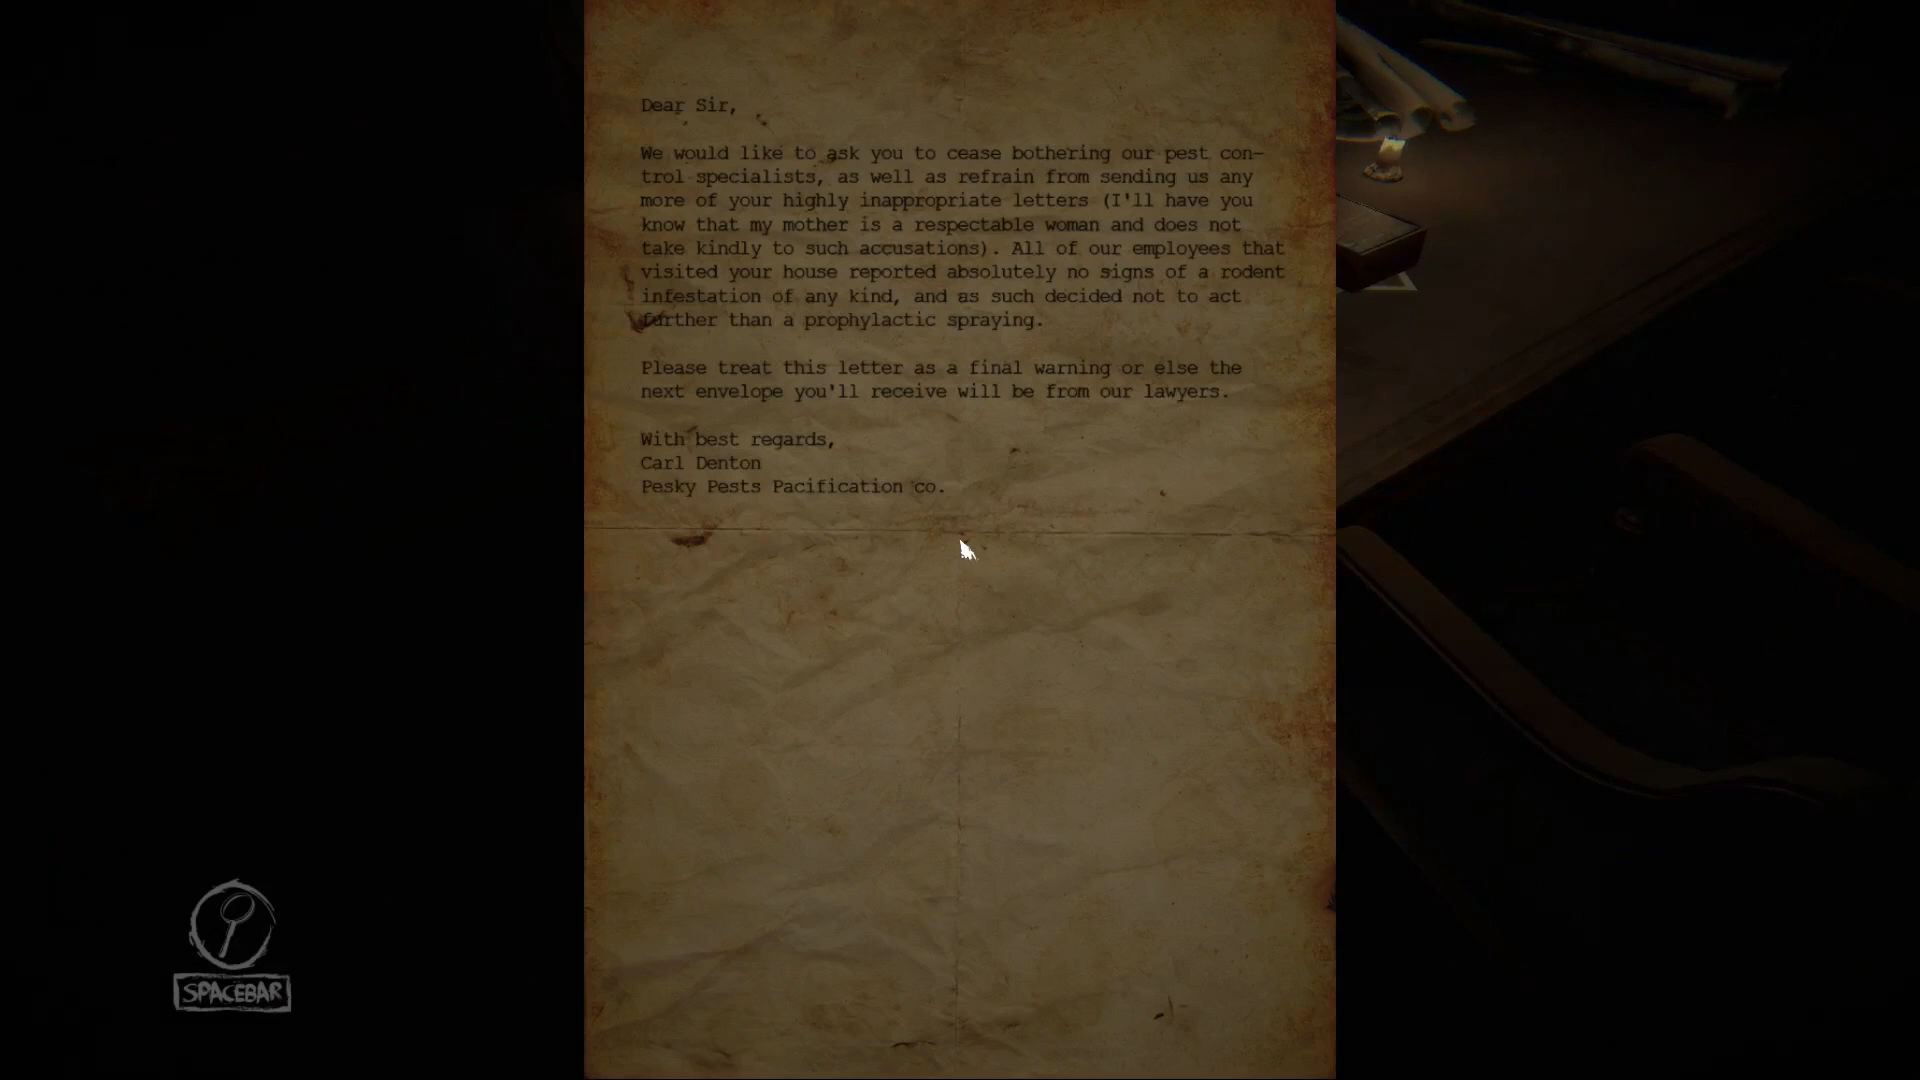 Dear Sir,
We would like to ask you to cease bothering our pest con-
trol specialists, as well as refrain from sending us any
more of your highly inappropriate letters (I'll have you
know that my mother is a respectable woman and does not
take kindly to such accusations). All of our employees that
visited your house reported absolutely no signs of a rodent
infestation of any kind, and as such decided not to act
further than a prophylactic spraying.
Please treat this letter as a final warning or else the
next envelope you'll receive will be from our lawyers.
With best regards,
Carl Denton
Pesky Pests Pacification co.
SPACEBAR